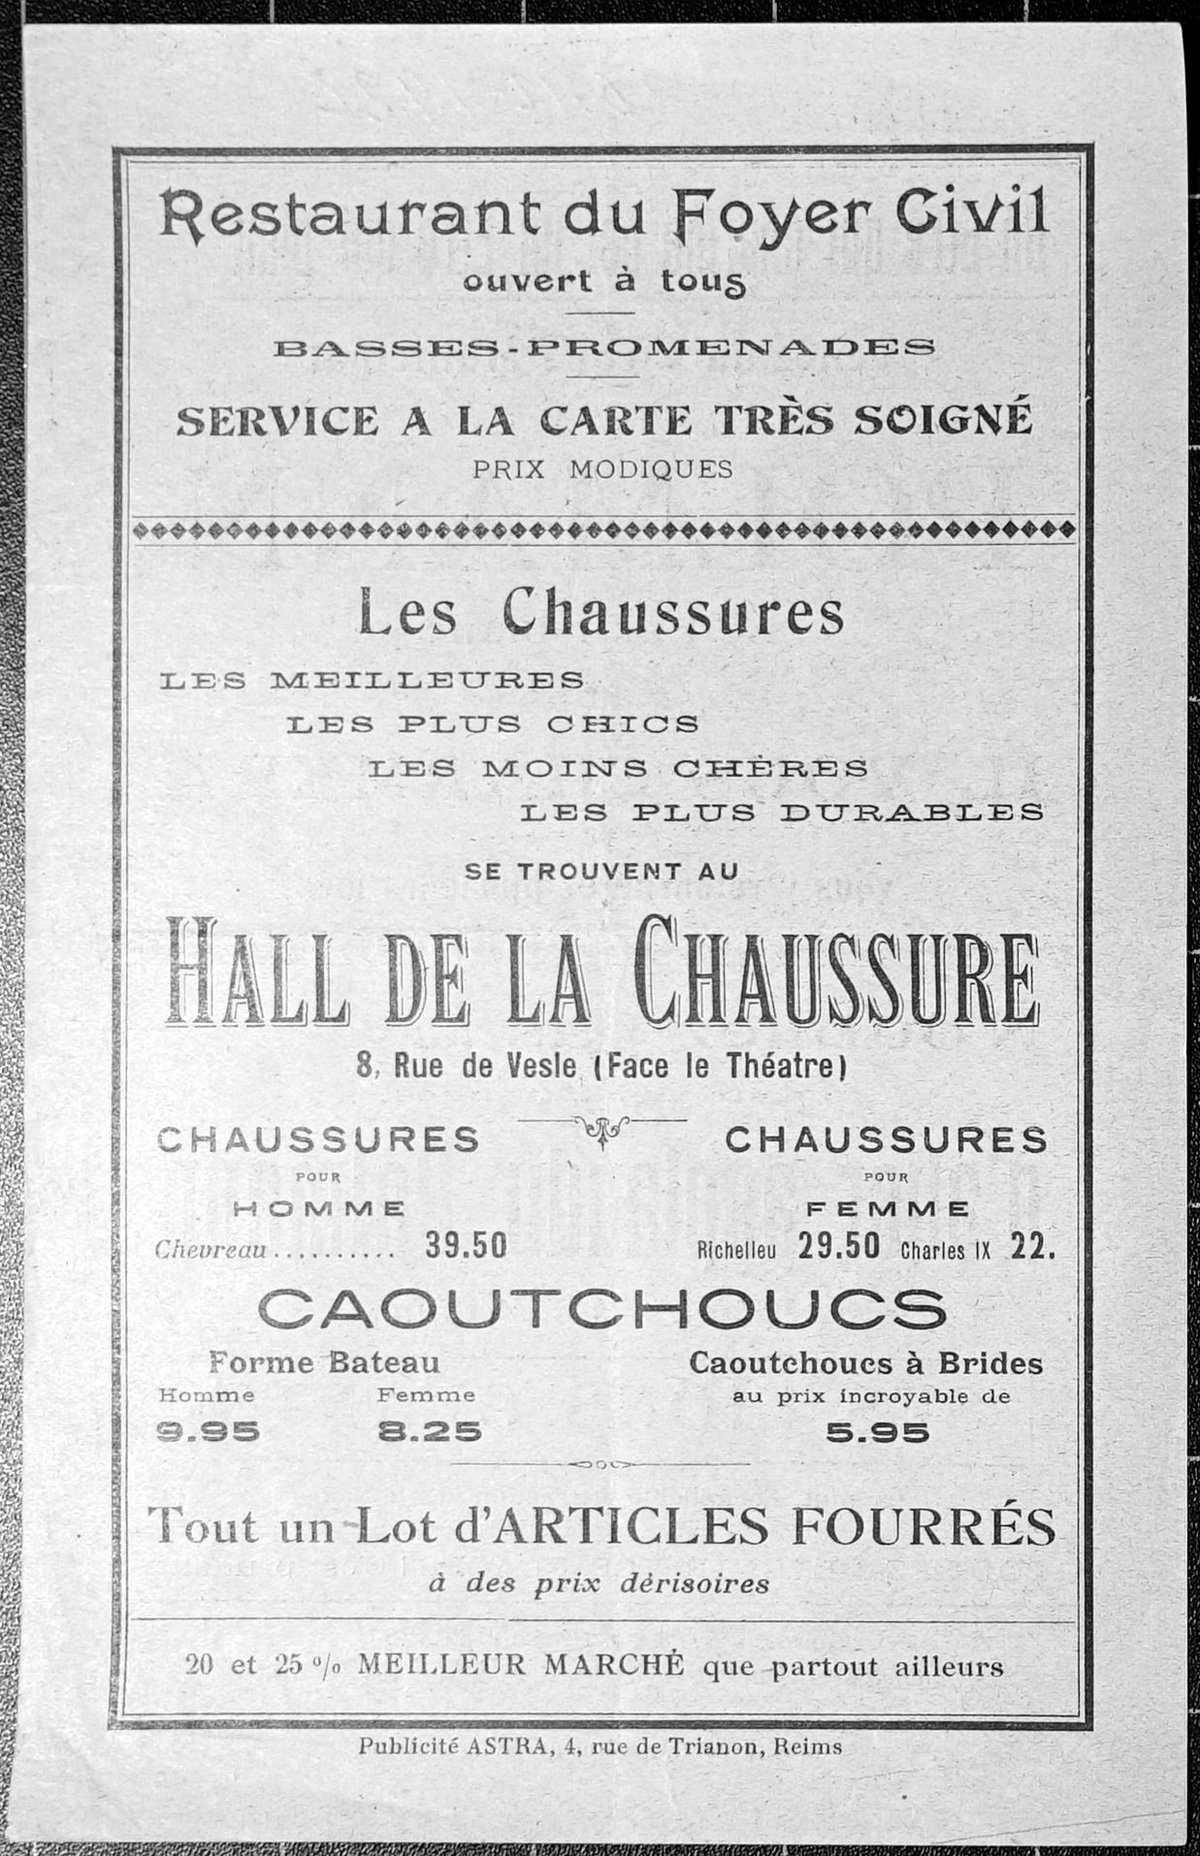 Restaurant du Foyer Civil
ouvert à tous
BASSES-PROMENADES
SERVICE A LA CARTE TRÈS SOIGNÉ
PRIX MODIQUES
Les Chaussures
LES MEILLEURES
LES PLUS CHICS
LES MOINS CHÈRES
LES PLUS DURABLES
SE TROUVENT AU
HALL DE LA CHAUSSURE
8, Rue de Vesle (Face le Théatre)
CHAUSSURES
POUR
HOMME
Chevreau .......... 39.50
CHAUSSURES
POUR
FEMME
Richelieu 29.50 Charles IX 22.
CAOUTCHOUCS
Forme Bateau
Homme Femme
9.95 8.25
Caoutchoucs à Brides
au prix incroyable de
5.95
Tout un Lot d'ARTICLES FOURRÉS
à des prix dérisoires
20 et 25 % MEILLEUR MARCHÉ que partout ailleurs
Publicité ASTRA, 4, rue de Trianon, Reims